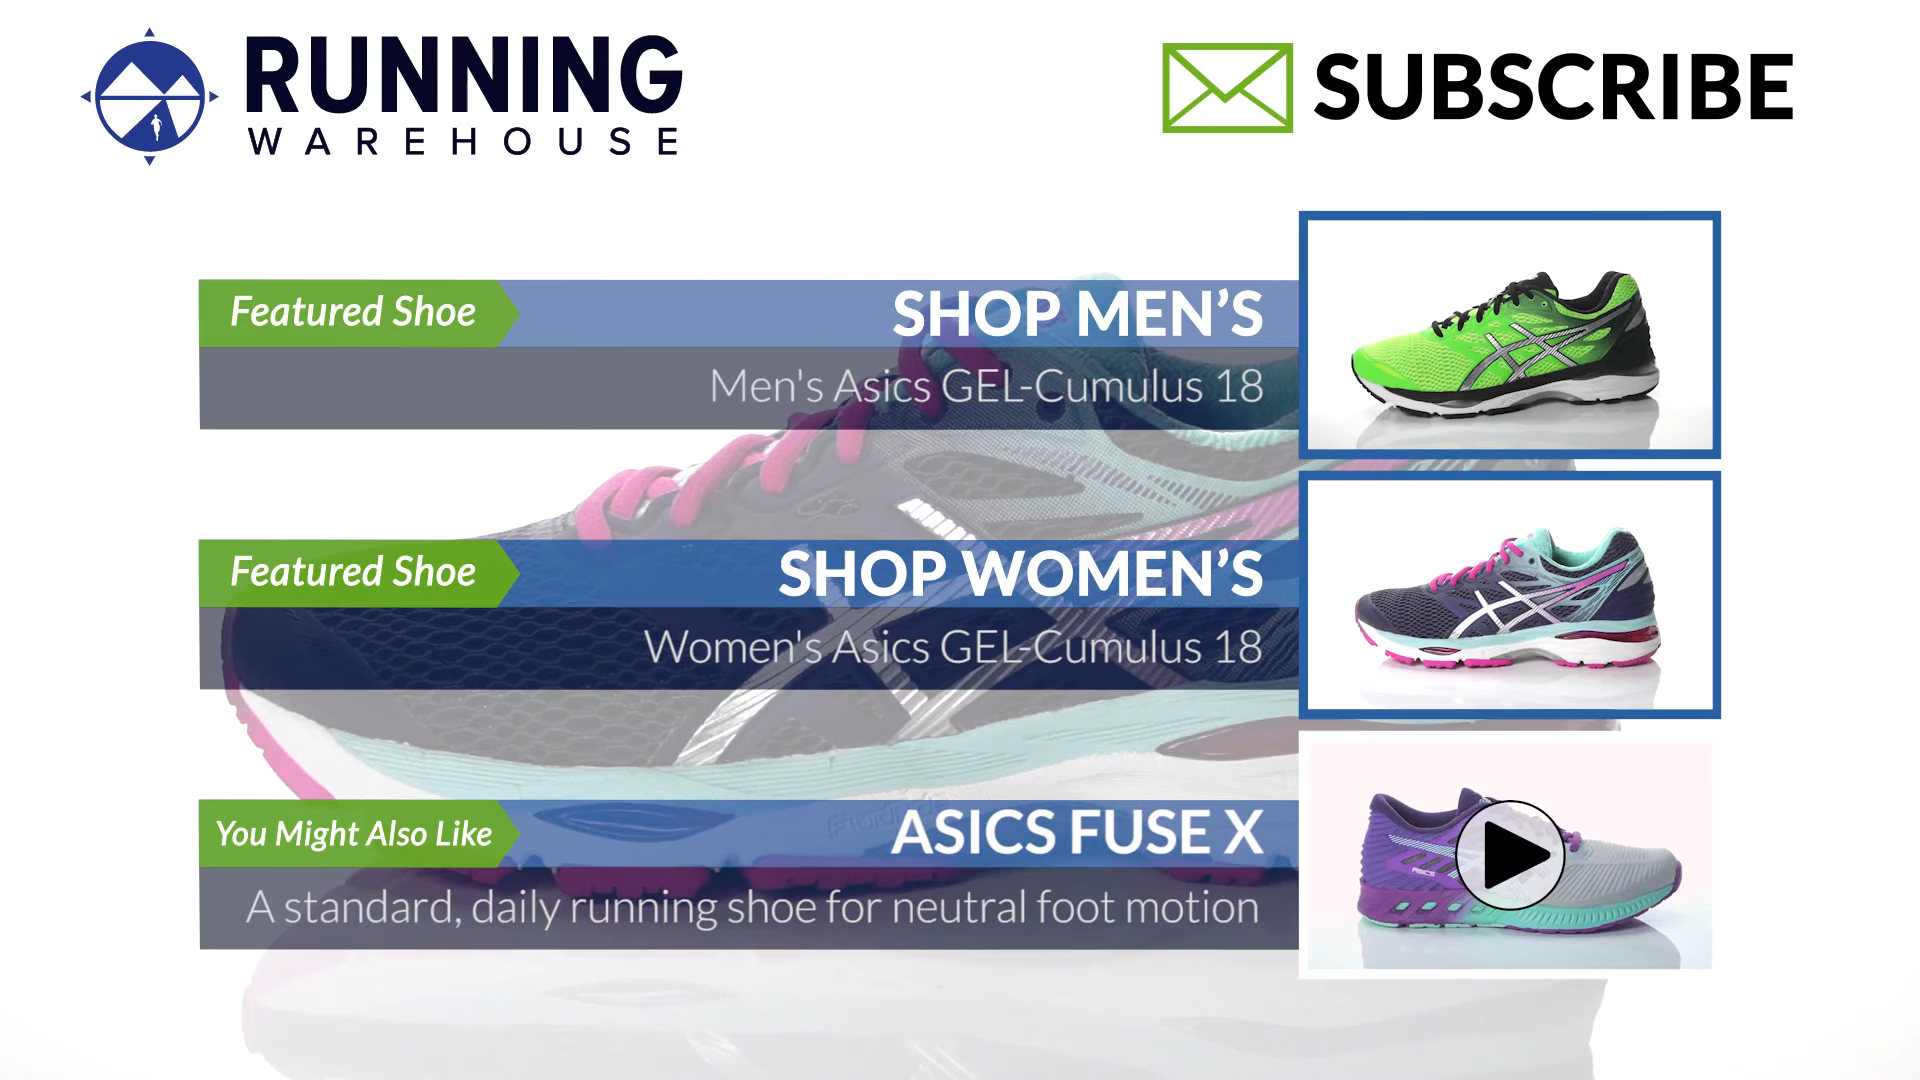 RUNNING
WAREHOUSE
SUBSCRIBE
Featured Shoe
SHOP MEN’S
Men's Asics GEL-Cumulus 18
Featured Shoe
SHOP WOMEN’S
Women's Asics GEL-Cumulus 18
You Might Also Like
ASICS FUSE X
A standard, daily running shoe for neutral foot motion